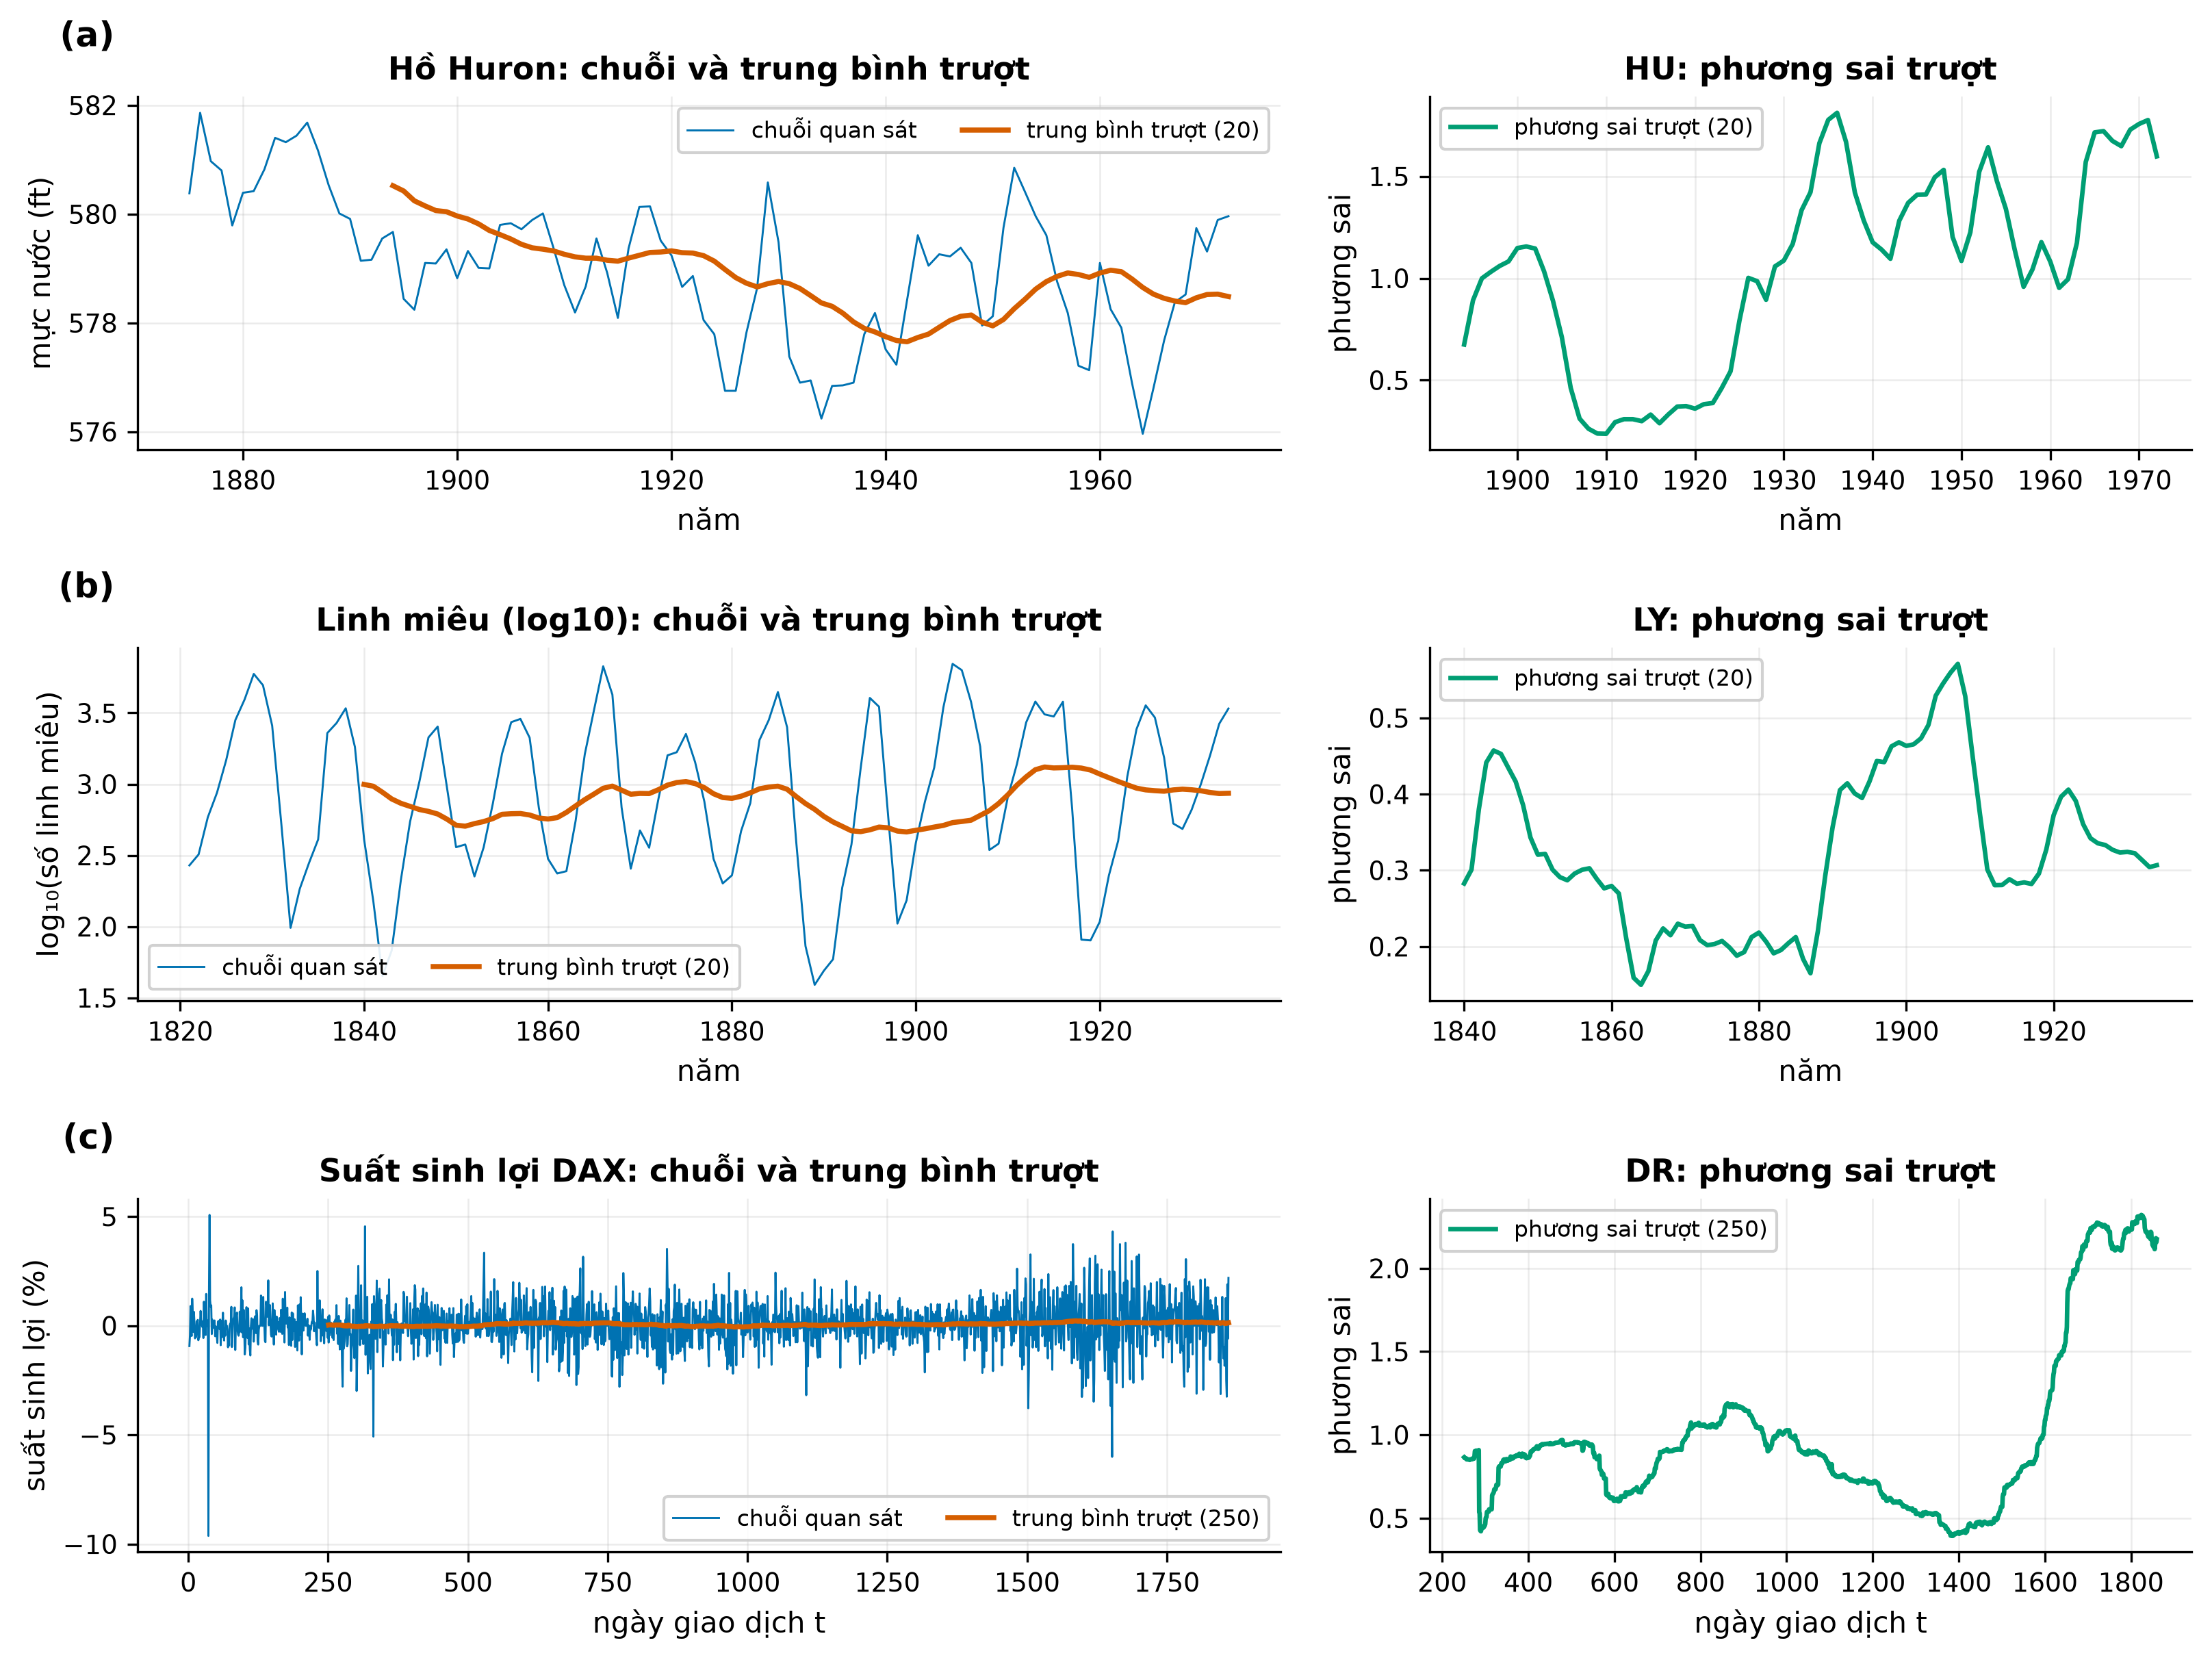 (a)
Hồ Huron: chuỗi và trung bình trượt
582
580
578
576
mực nước (ft)
chuỗi quan sát
trung bình trượt (20)
1880
1900
1920
1940
1960
năm
HU: phương sai trượt
phương sai trượt (20)
1.5
1.0
0.5
phương sai
1900
1910
1920
1930
1940
1950
1960
1970
năm
(b)
Linh miêu (log10): chuỗi và trung bình trượt
3.5
3.0
2.5
2.0
1.5
log₁₀(số linh miêu)
chuỗi quan sát
trung bình trượt (20)
1820
1840
1860
1880
1900
1920
năm
LY: phương sai trượt
phương sai trượt (20)
0.5
0.4
0.3
0.2
phương sai
1840
1860
1880
1900
1920
năm
(c)
Suất sinh lợi DAX: chuỗi và trung bình trượt
5
0
−5
−10
suất sinh lợi (%)
chuỗi quan sát
trung bình trượt (250)
0
250
500
750
1000
1250
1500
1750
ngày giao dịch t
DR: phương sai trượt
phương sai trượt (250)
2.0
1.5
1.0
0.5
phương sai
200
400
600
800
1000
1200
1400
1600
1800
ngày giao dịch t